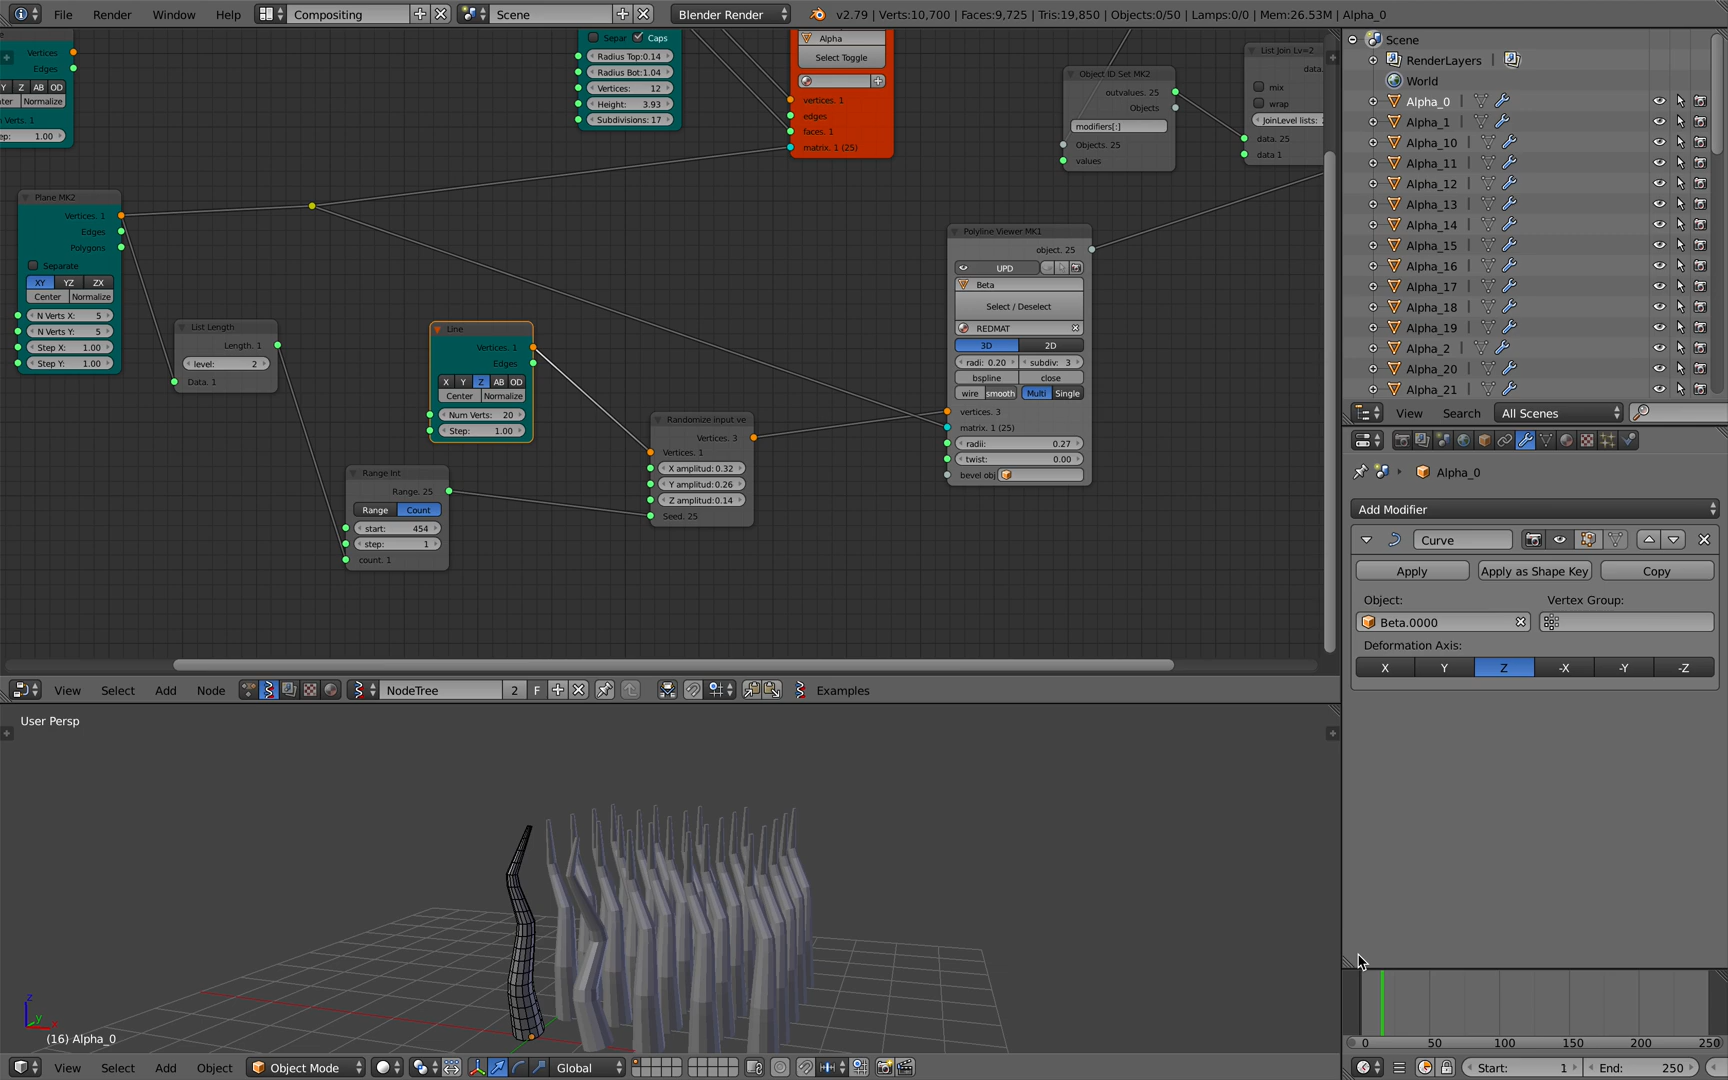 File Render Window Help Compositing Scene Blender Render v2.79 | Verts:10,700 | Faces:9,725 | Tris:19,850 | Objects:0/50 | Lamps:0/0 | Mem:26.53M | Alpha_0
Vertices
Edges
Y Z AB OD
Normalize
Verts. 1
1.00
Separ Caps
Radius Top:0.14
Radius Bot:1.04
Vertices: 12
Height: 3.93
Subdivisions: 17
Alpha
Select Toggle
vertices. 1
edges
faces. 1
matrix. 1 (25)
Object ID Set MK2
outvalues. 25
Objects
modifiers[:]
Objects. 25
values
List Join Lv=2
data.
mix
wrap
JoinLevel lists:
data. 25
data 1
Plane MK2
Vertices. 1
Edges
Polygons
Separate
XY YZ ZX
Center Normalize
N Verts X: 5
N Verts Y: 5
Step X: 1.00
Step Y: 1.00
List Length
Length. 1
level: 2
Data. 1
Line
Vertices. 1
Edges
X Y Z AB OD
Center Normalize
Num Verts: 20
Step: 1.00
Range Int
Range. 25
Range Count
start: 454
step: 1
count. 1
Randomize input ve
Vertices. 3
Vertices. 1
X amplitud:0.32
Y amplitud:0.26
Z amplitud:0.14
Seed. 25
Polyline Viewer MK1
object. 25
UPD
Beta
Select / Deselect
REDMAT
3D 2D
radi: 0.20 subdiv: 3
bspline close
wire smooth Multi Single
vertices. 3
matrix. 1 (25)
radii: 0.27
twist: 0.00
bevel obj
View Select Add Node NodeTree 2 F Examples
User Persp
z
y
x
(16) Alpha_0
View Select Add Object Object Mode Global
Scene
RenderLayers
World
Alpha_0
Alpha_1
Alpha_10
Alpha_11
Alpha_12
Alpha_13
Alpha_14
Alpha_15
Alpha_16
Alpha_17
Alpha_18
Alpha_19
Alpha_2
Alpha_20
Alpha_21
View Search All Scenes
Alpha_0
Add Modifier
Curve
Apply Apply as Shape Key Copy
Object: Vertex Group:
Beta.0000
Deformation Axis:
X Y Z -X -Y -Z
0 50 100 150 200 250
Start: 1 End: 250